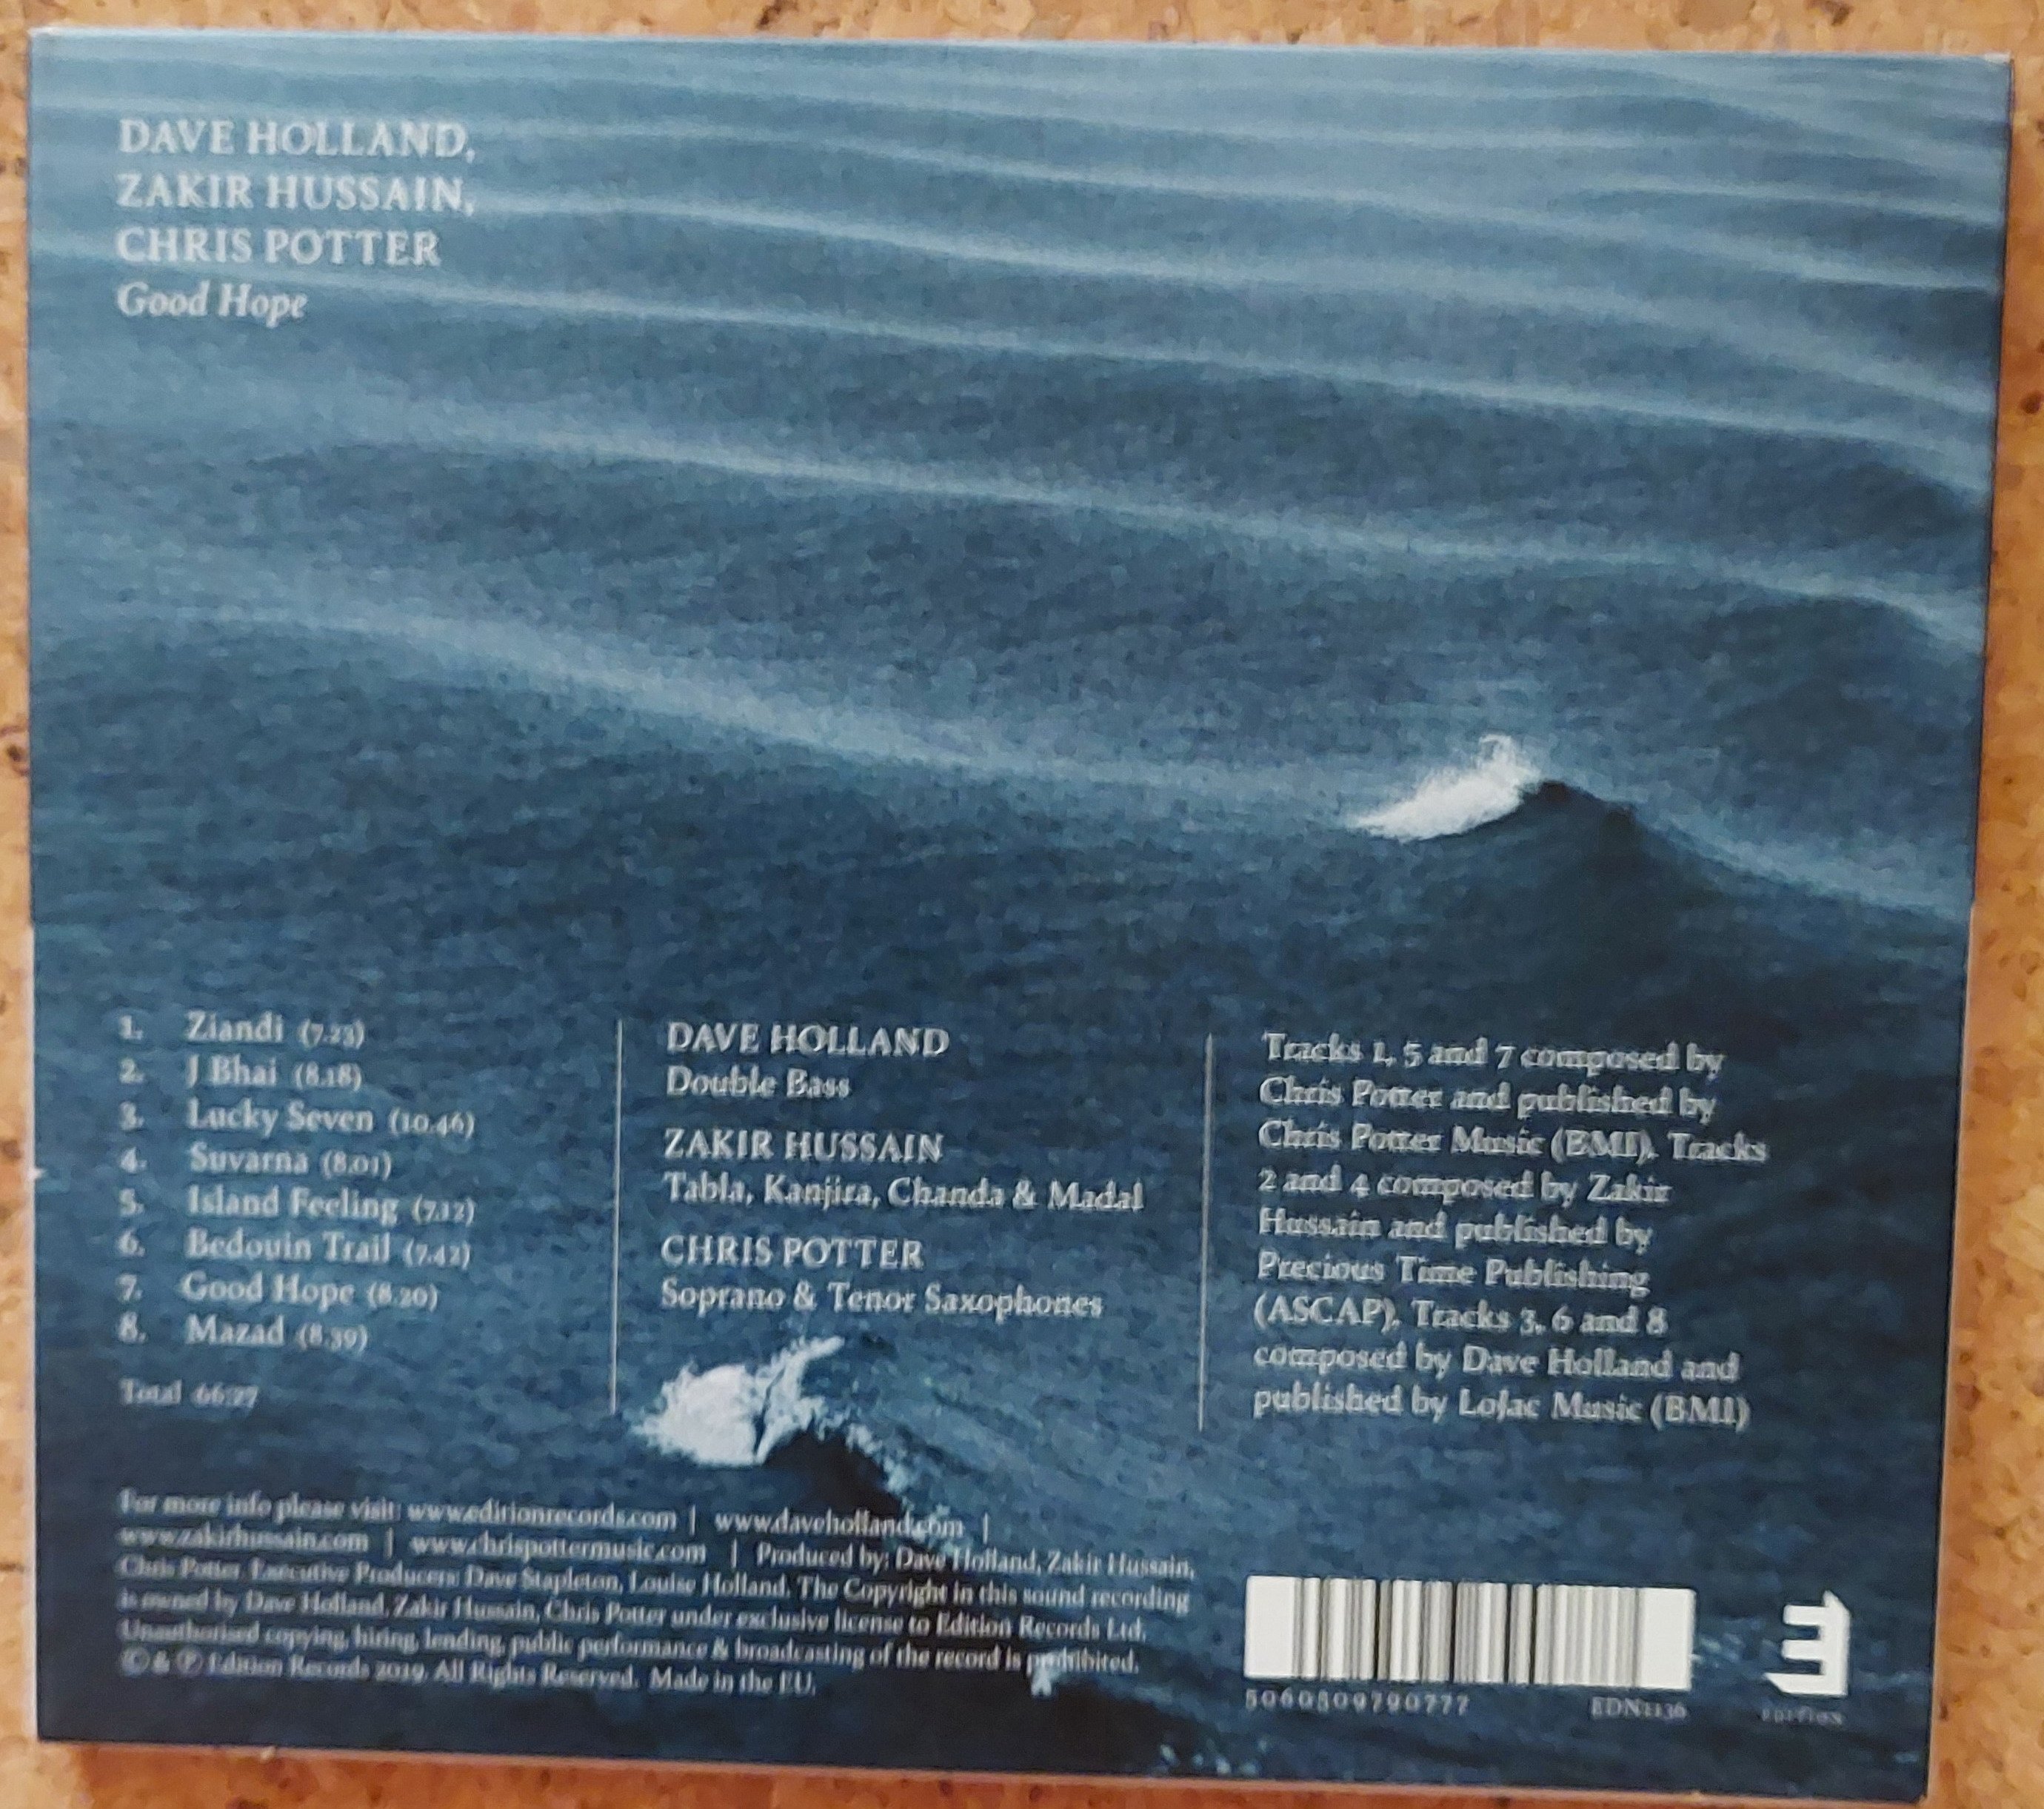 DAVE HOLLAND,
ZAKIR HUSSAIN,
CHRIS POTTER
Good Hope
1. Ziandi (7.23)
2. J Bhai (8.18)
3. Lucky Seven (10.46)
4. Suvarna (8.01)
5. Island Feeling (7.12)
6. Bedouin Trail (7.42)
7. Good Hope (8.20)
8. Mazad (8.39)
Total 66:27
DAVE HOLLAND
Double Bass
ZAKIR HUSSAIN
Tabla, Kanjira, Chanda & Madal
CHRIS POTTER
Soprano & Tenor Saxophones
Tracks 1, 5 and 7 composed by
Chris Potter and published by
Chris Potter Music (BMI). Tracks
2 and 4 composed by Zakir
Hussain and published by
Precious Time Publishing
(ASCAP). Tracks 3, 6 and 8
composed by Dave Holland and
published by LoJac Music (BMI)
For more info please visit: www.editionrecords.com | www.daveholland.com |
www.zakirhussain.com | www.chrispottermusic.com | Produced by: Dave Holland, Zakir Hussain,
Chris Potter. Executive Producers: Dave Stapleton, Louise Holland. The Copyright in this sound recording
is owned by Dave Holland, Zakir Hussain, Chris Potter under exclusive license to Edition Records Ltd.
Unauthorised copying, hiring, lending, public performance & broadcasting of the record is prohibited.
© & ℗ Edition Records 2019. All Rights Reserved. Made in the EU.
5060509790777 EDN1136
EDITION